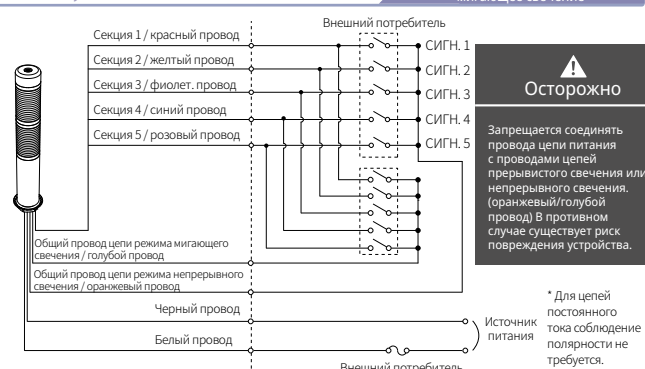 мигающее свечение
Внешний потребитель
Секция 1 / красный провод
СИГН. 1
Секция 2 / желтый провод
СИГН. 2
Секция 3 / фиолет. провод
СИГН. 3
Секция 4 / синий провод
СИГН. 4
Секция 5 / розовый провод
СИГН. 5
Осторожно
Запрещается соединять
провода цепи питания
с проводами цепей
прерывистого свечения или
непрерывного свечения.
(оранжевый/голубой
провод) В противном
случае существует риск
повреждения устройства.
Общий провод цепи режима мигающего
свечения / голубой провод
Общий провод цепи режима непрерывного
свечения / оранжевый провод
Черный провод
Белый провод
Источник
питания
* Для цепей
постоянного
тока соблюдение
полярности не
требуется.
Внешний потребитель